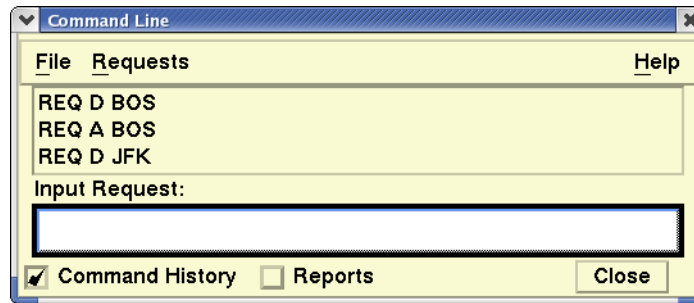 Command Line
File Requests Help
REQ D BOS
REQ A BOS
REQ D JFK
Input Request:
Command History Reports Close